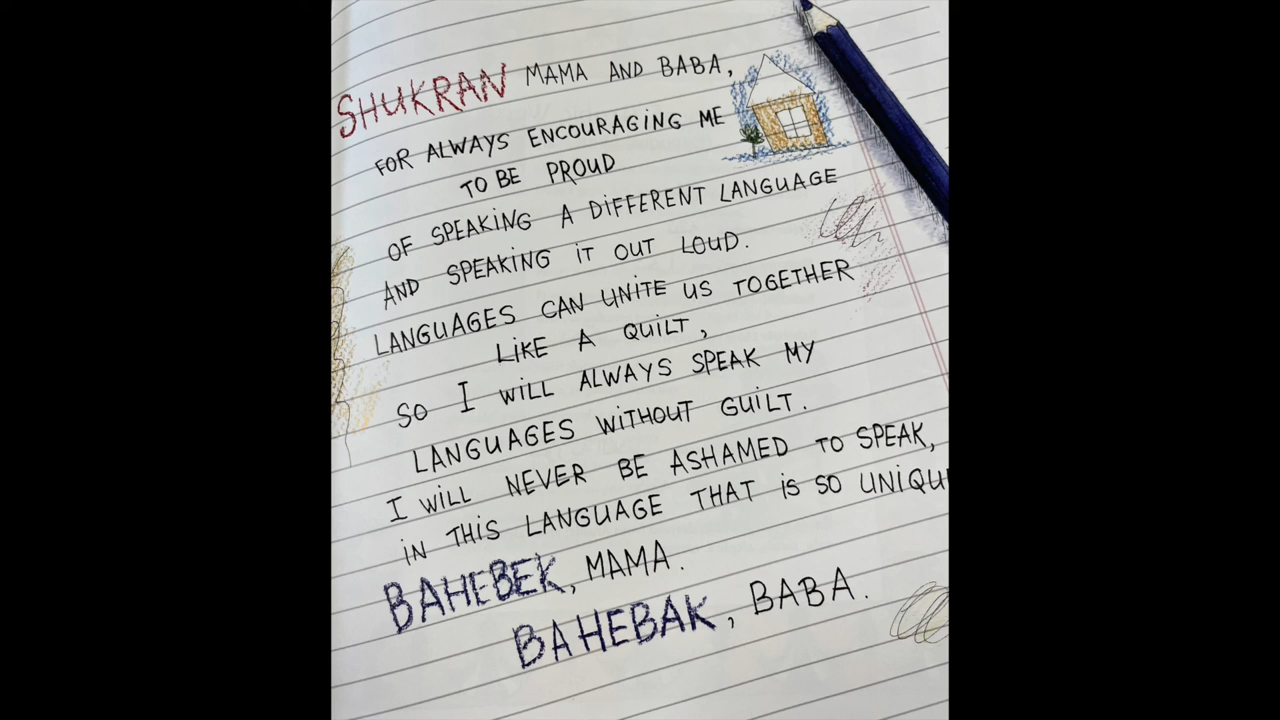 SHUKRAN MAMA AND BABA,
FOR ALWAYS ENCOURAGING ME
TO BE PROUD
OF SPEAKING A DIFFERENT LANGUAGE
AND SPEAKING IT OUT LOUD.
LANGUAGES CAN UNITE US TOGETHER
LIKE A QUILT,
SO I WILL ALWAYS SPEAK MY
LANGUAGES WITHOUT GUILT.
I WILL NEVER BE ASHAMED TO SPEAK,
IN THIS LANGUAGE THAT IS SO UNIQU
BAHEBEK, MAMA.
BAHEBAK, BABA.